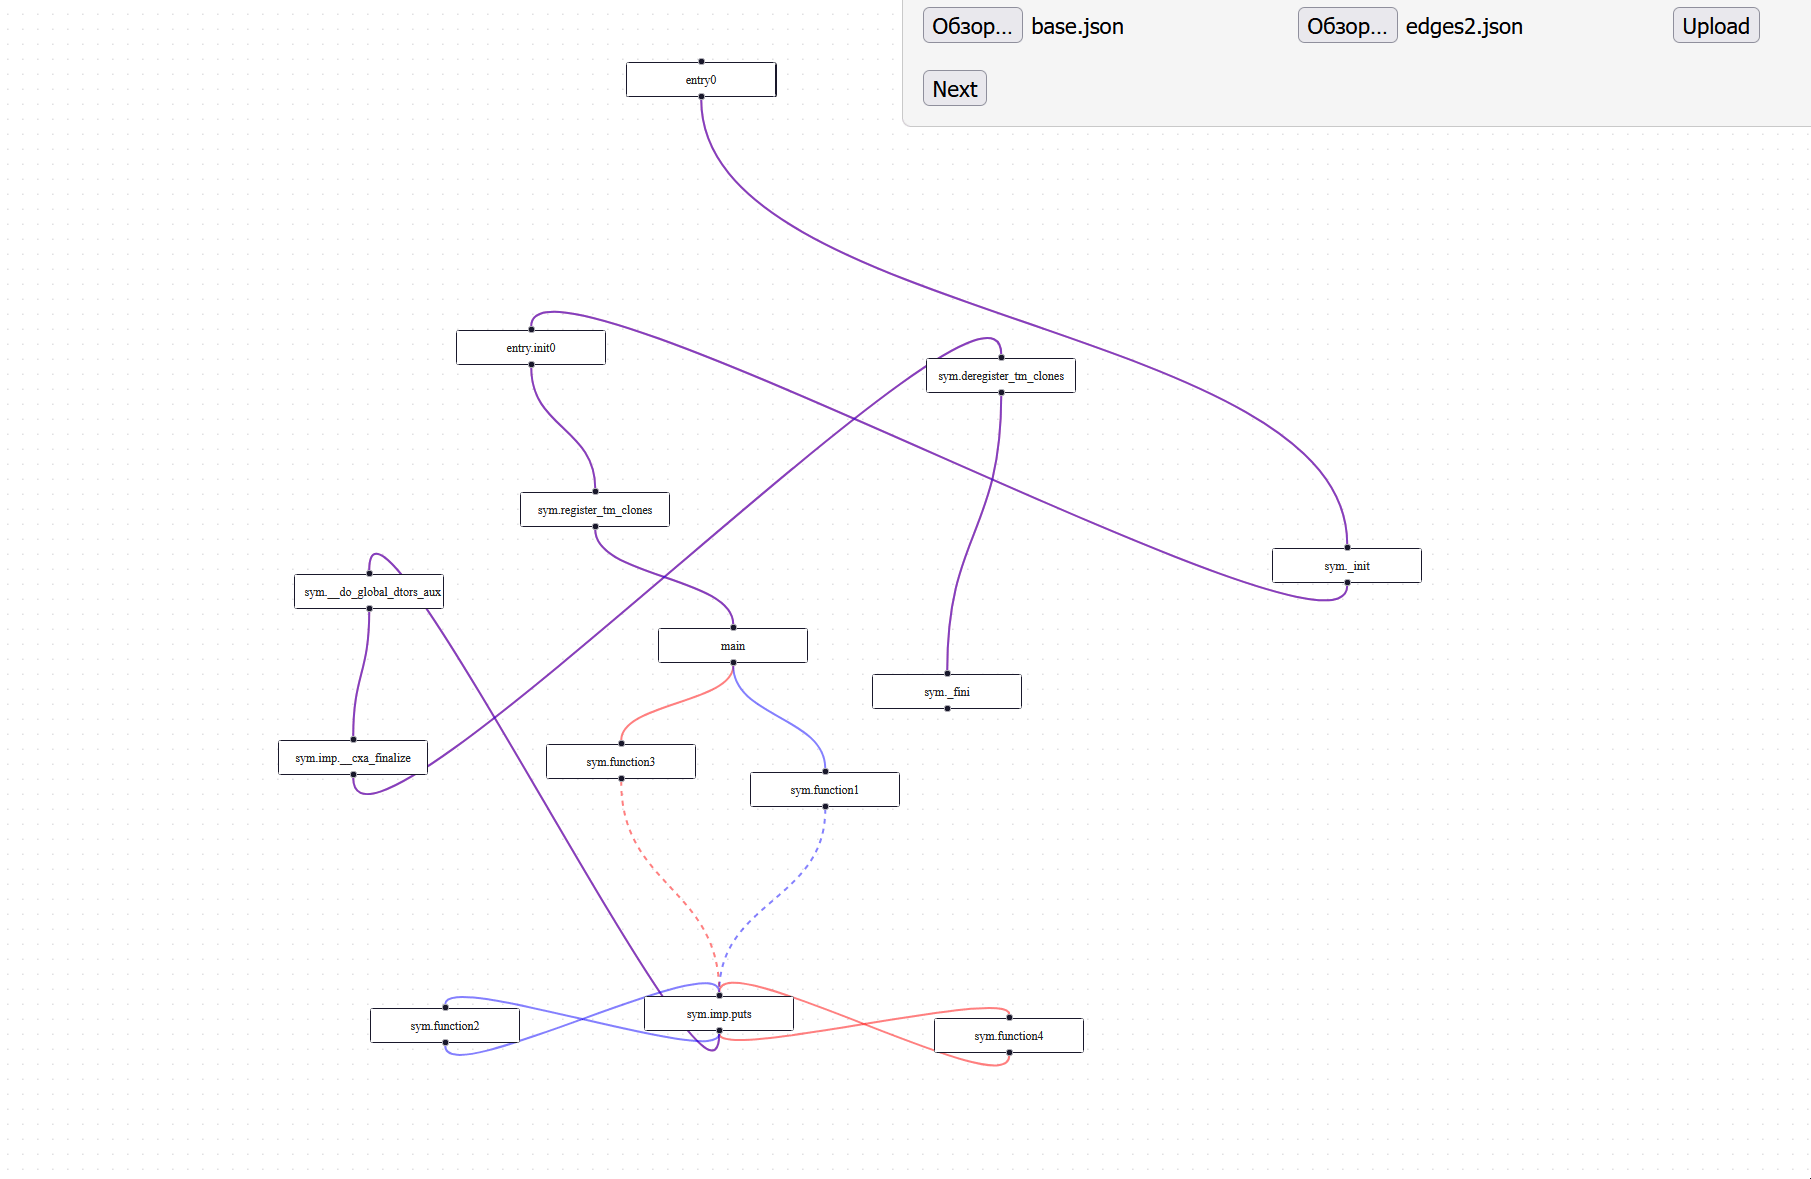 Обзор... base.json
Обзор... edges2.json
Upload
Next
entry0
entry.init0
sym.deregister_tm_clones
sym.register_tm_clones
sym._init
sym.__do_global_dtors_aux
main
sym._fini
sym.imp.__cxa_finalize
sym.function3
sym.function1
sym.imp.puts
sym.function2
sym.function4